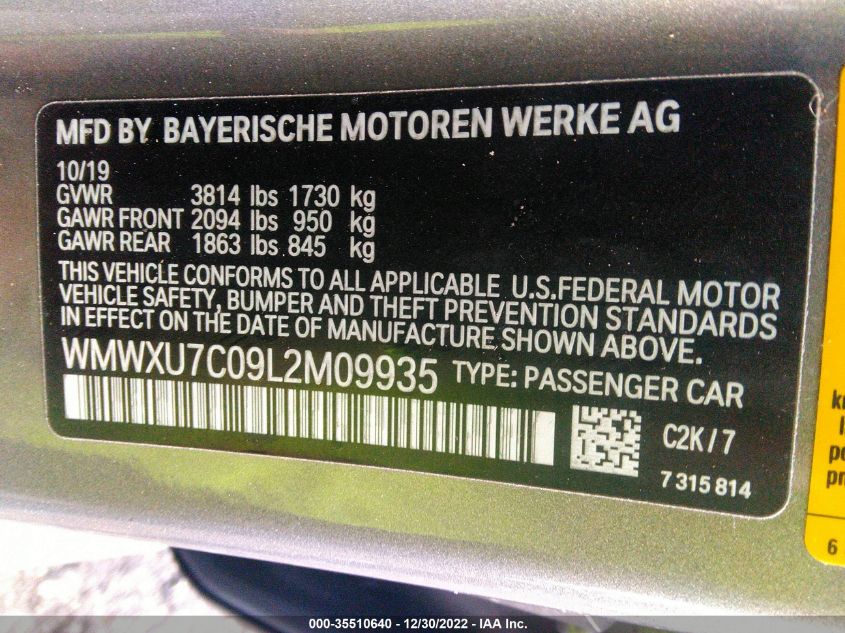 MFD BY BAYERISCHE MOTOREN WERKE AG
10/19
GVWR 3814 lbs 1730 kg
GAWR FRONT 2094 lbs 950 kg
GAWR REAR 1863 lbs 845 kg
THIS VEHICLE CONFORMS TO ALL APPLICABLE U.S.FEDERAL MOTOR
VEHICLE SAFETY, BUMPER AND THEFT PREVENTION STANDARDS
IN EFFECT ON THE DATE OF MANUFACTURE SHOWN ABOVE.
WMWXU7C09L2M09935 TYPE: PASSENGER CAR
C2K/7
7 315 814
6
000-35510640 - 12/30/2022 - IAA Inc.